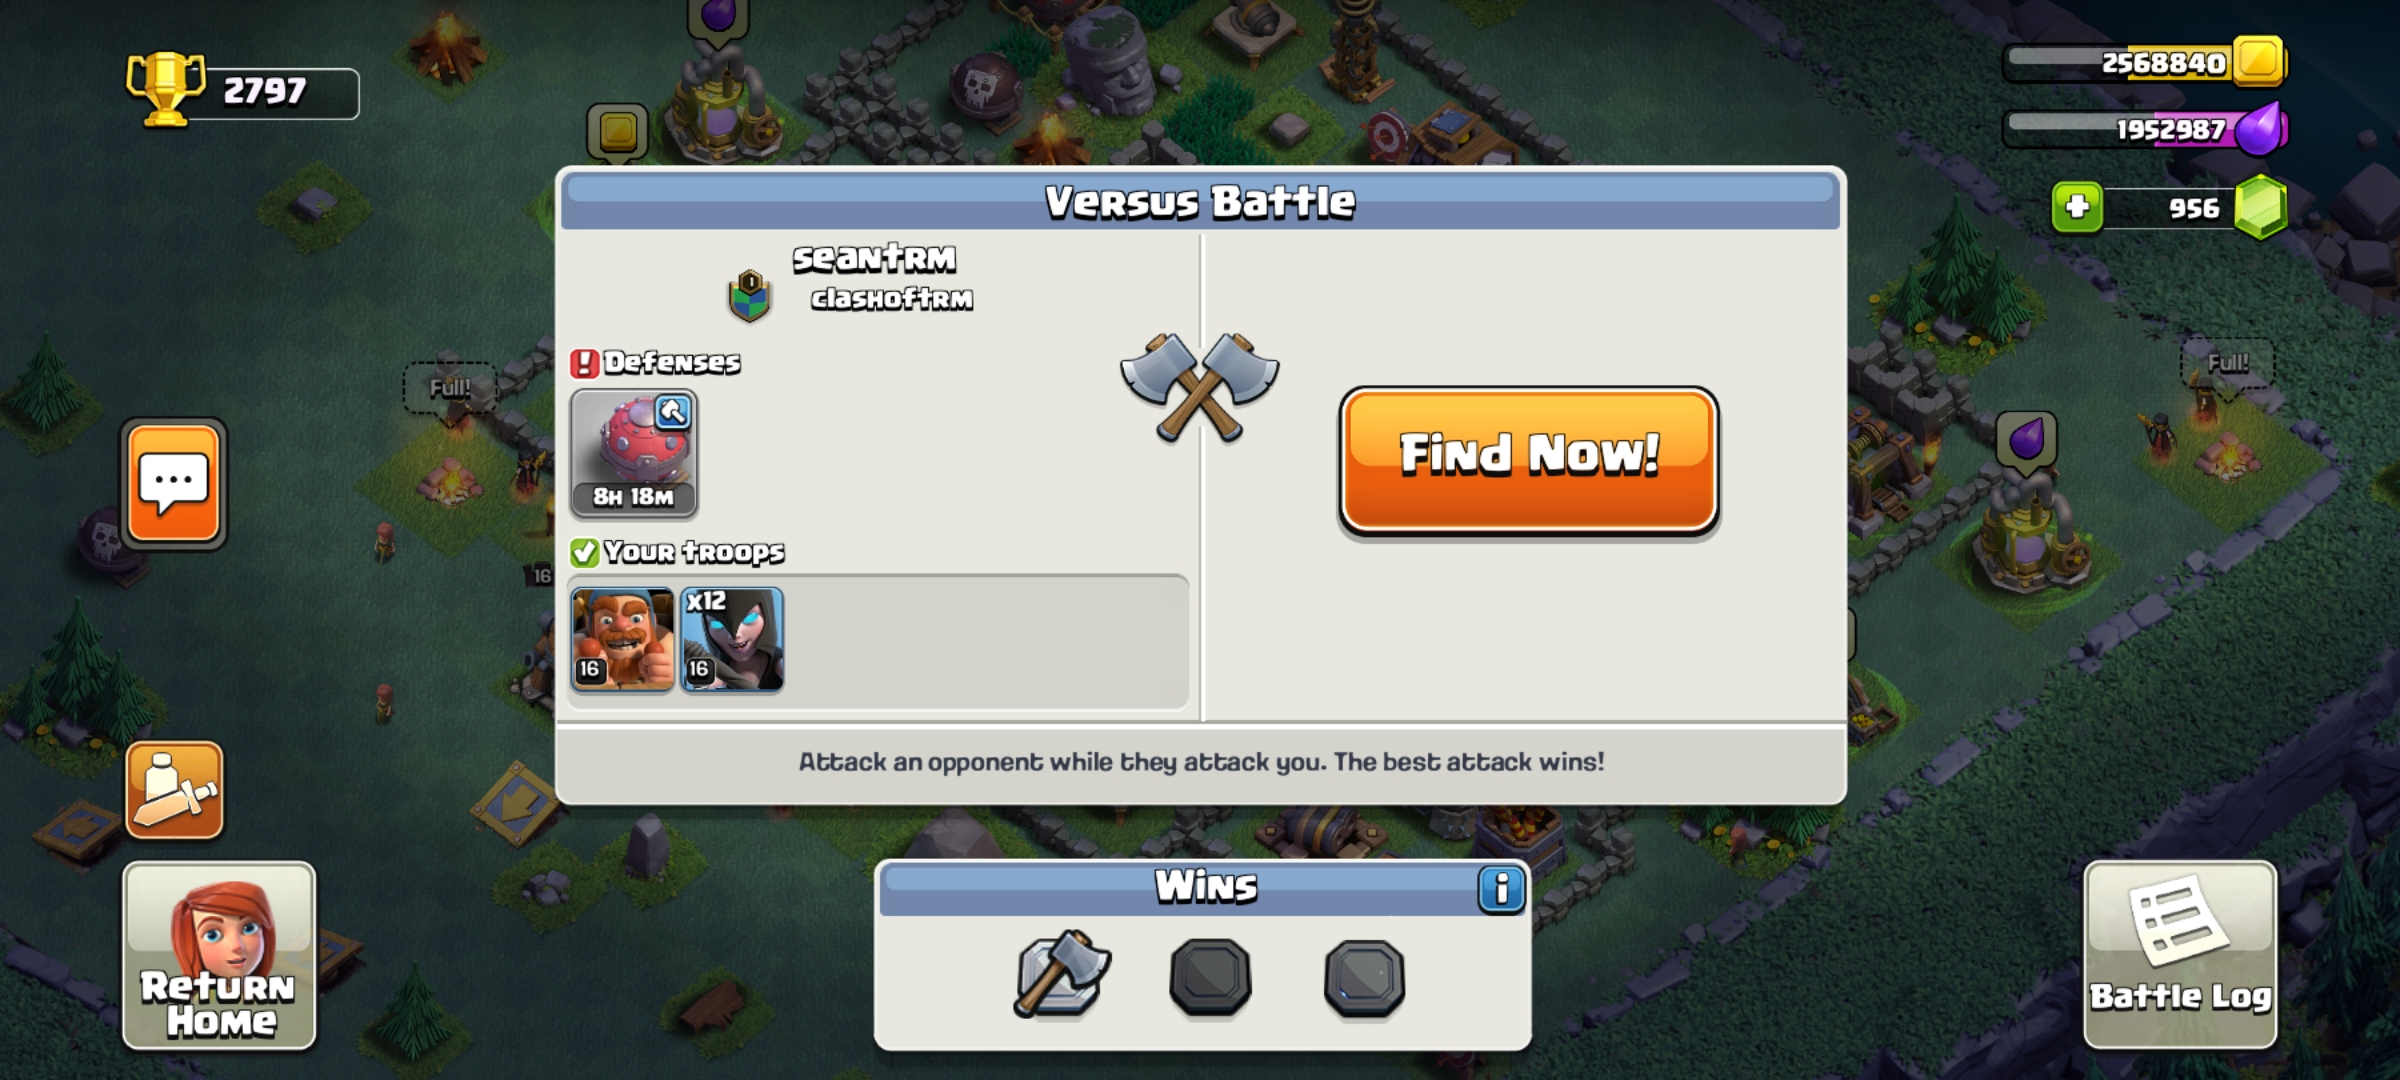 2797
2568840
1952987
956
Versus Battle
seantrm
clashoftrm
Defenses
8H 18M
Your troops
16
x12
16
Find Now!
Attack an opponent while they attack you. The best attack wins!
Full!
Full!
16
Wins
Return
Home
Battle Log